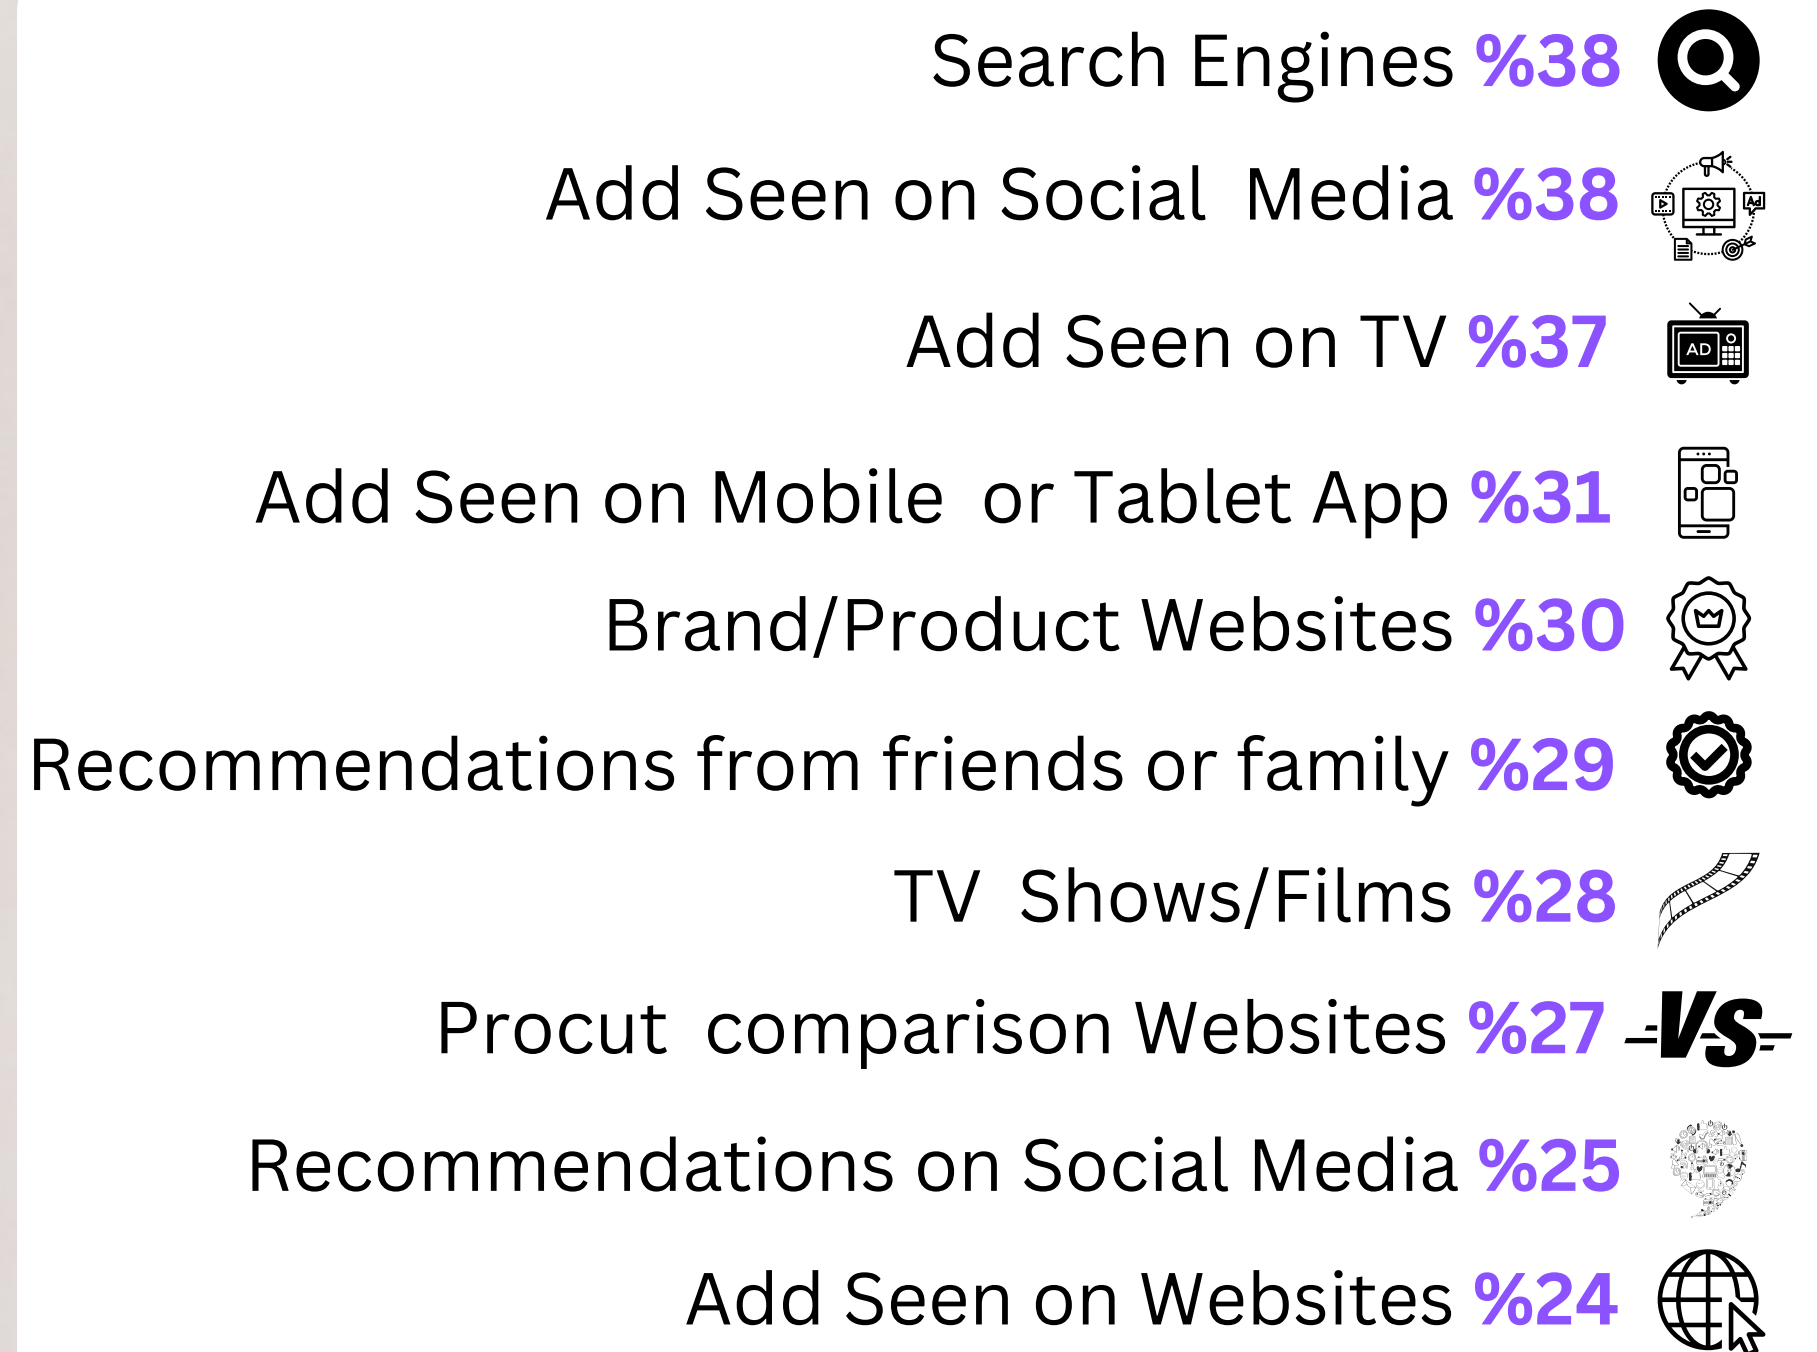 Search Engines %38
Add Seen on Social Media %38
Ad
Add Seen on TV %37
AD
Add Seen on Mobile or Tablet App %31
Brand/Product Websites %30
Recommendations from friends or family %29
TV Shows/Films %28
Procut comparison Websites %27
VS
Recommendations on Social Media %25
Add Seen on Websites %24